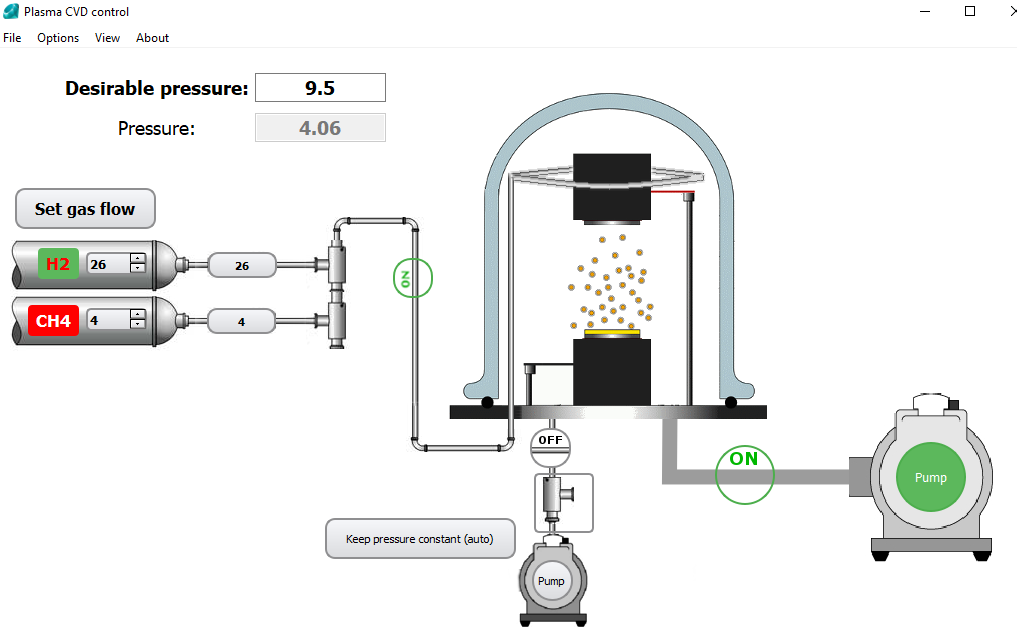 Plasma CVD control
File Options View About
Desirable pressure: 9.5
Pressure: 4.06
Set gas flow
H2 26 26
CH4 4 4
ON
OFF
ON
Pump
Keep pressure constant (auto)
Pump